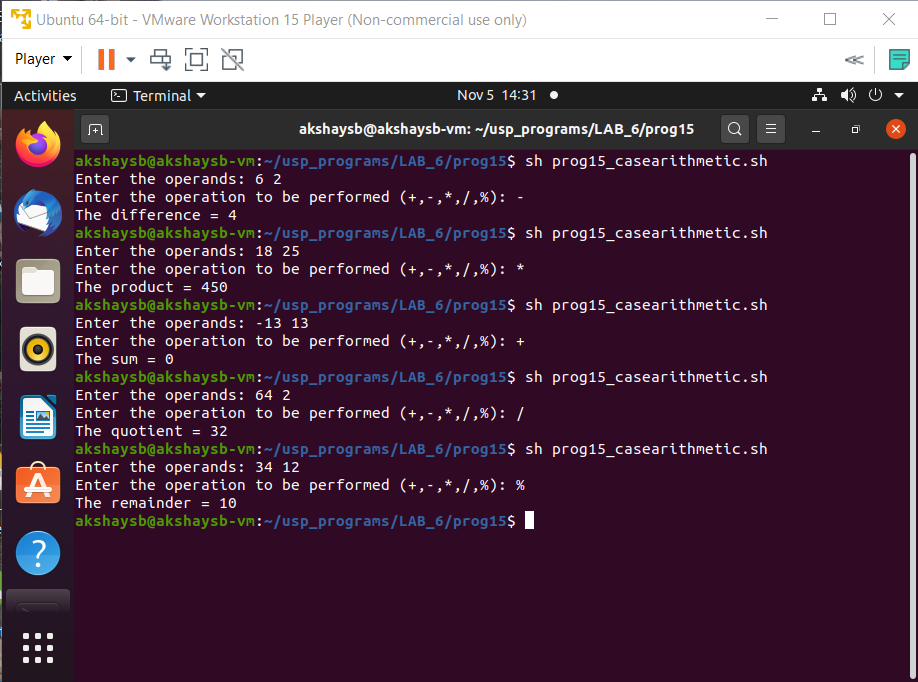 Ubuntu 64-bit - VMware Workstation 15 Player (Non-commercial use only)
Player
Activities Terminal Nov 5 14:31
akshaysb@akshaysb-vm: ~/usp_programs/LAB_6/prog15
akshaysb@akshaysb-vm:~/usp_programs/LAB_6/prog15$ sh prog15_casearithmetic.sh
Enter the operands: 6 2
Enter the operation to be performed (+,-,*,/,%): -
The difference = 4
akshaysb@akshaysb-vm:~/usp_programs/LAB_6/prog15$ sh prog15_casearithmetic.sh
Enter the operands: 18 25
Enter the operation to be performed (+,-,*,/,%): *
The product = 450
akshaysb@akshaysb-vm:~/usp_programs/LAB_6/prog15$ sh prog15_casearithmetic.sh
Enter the operands: -13 13
Enter the operation to be performed (+,-,*,/,%): +
The sum = 0
akshaysb@akshaysb-vm:~/usp_programs/LAB_6/prog15$ sh prog15_casearithmetic.sh
Enter the operands: 64 2
Enter the operation to be performed (+,-,*,/,%): /
The quotient = 32
akshaysb@akshaysb-vm:~/usp_programs/LAB_6/prog15$ sh prog15_casearithmetic.sh
Enter the operands: 34 12
Enter the operation to be performed (+,-,*,/,%): %
The remainder = 10
akshaysb@akshaysb-vm:~/usp_programs/LAB_6/prog15$